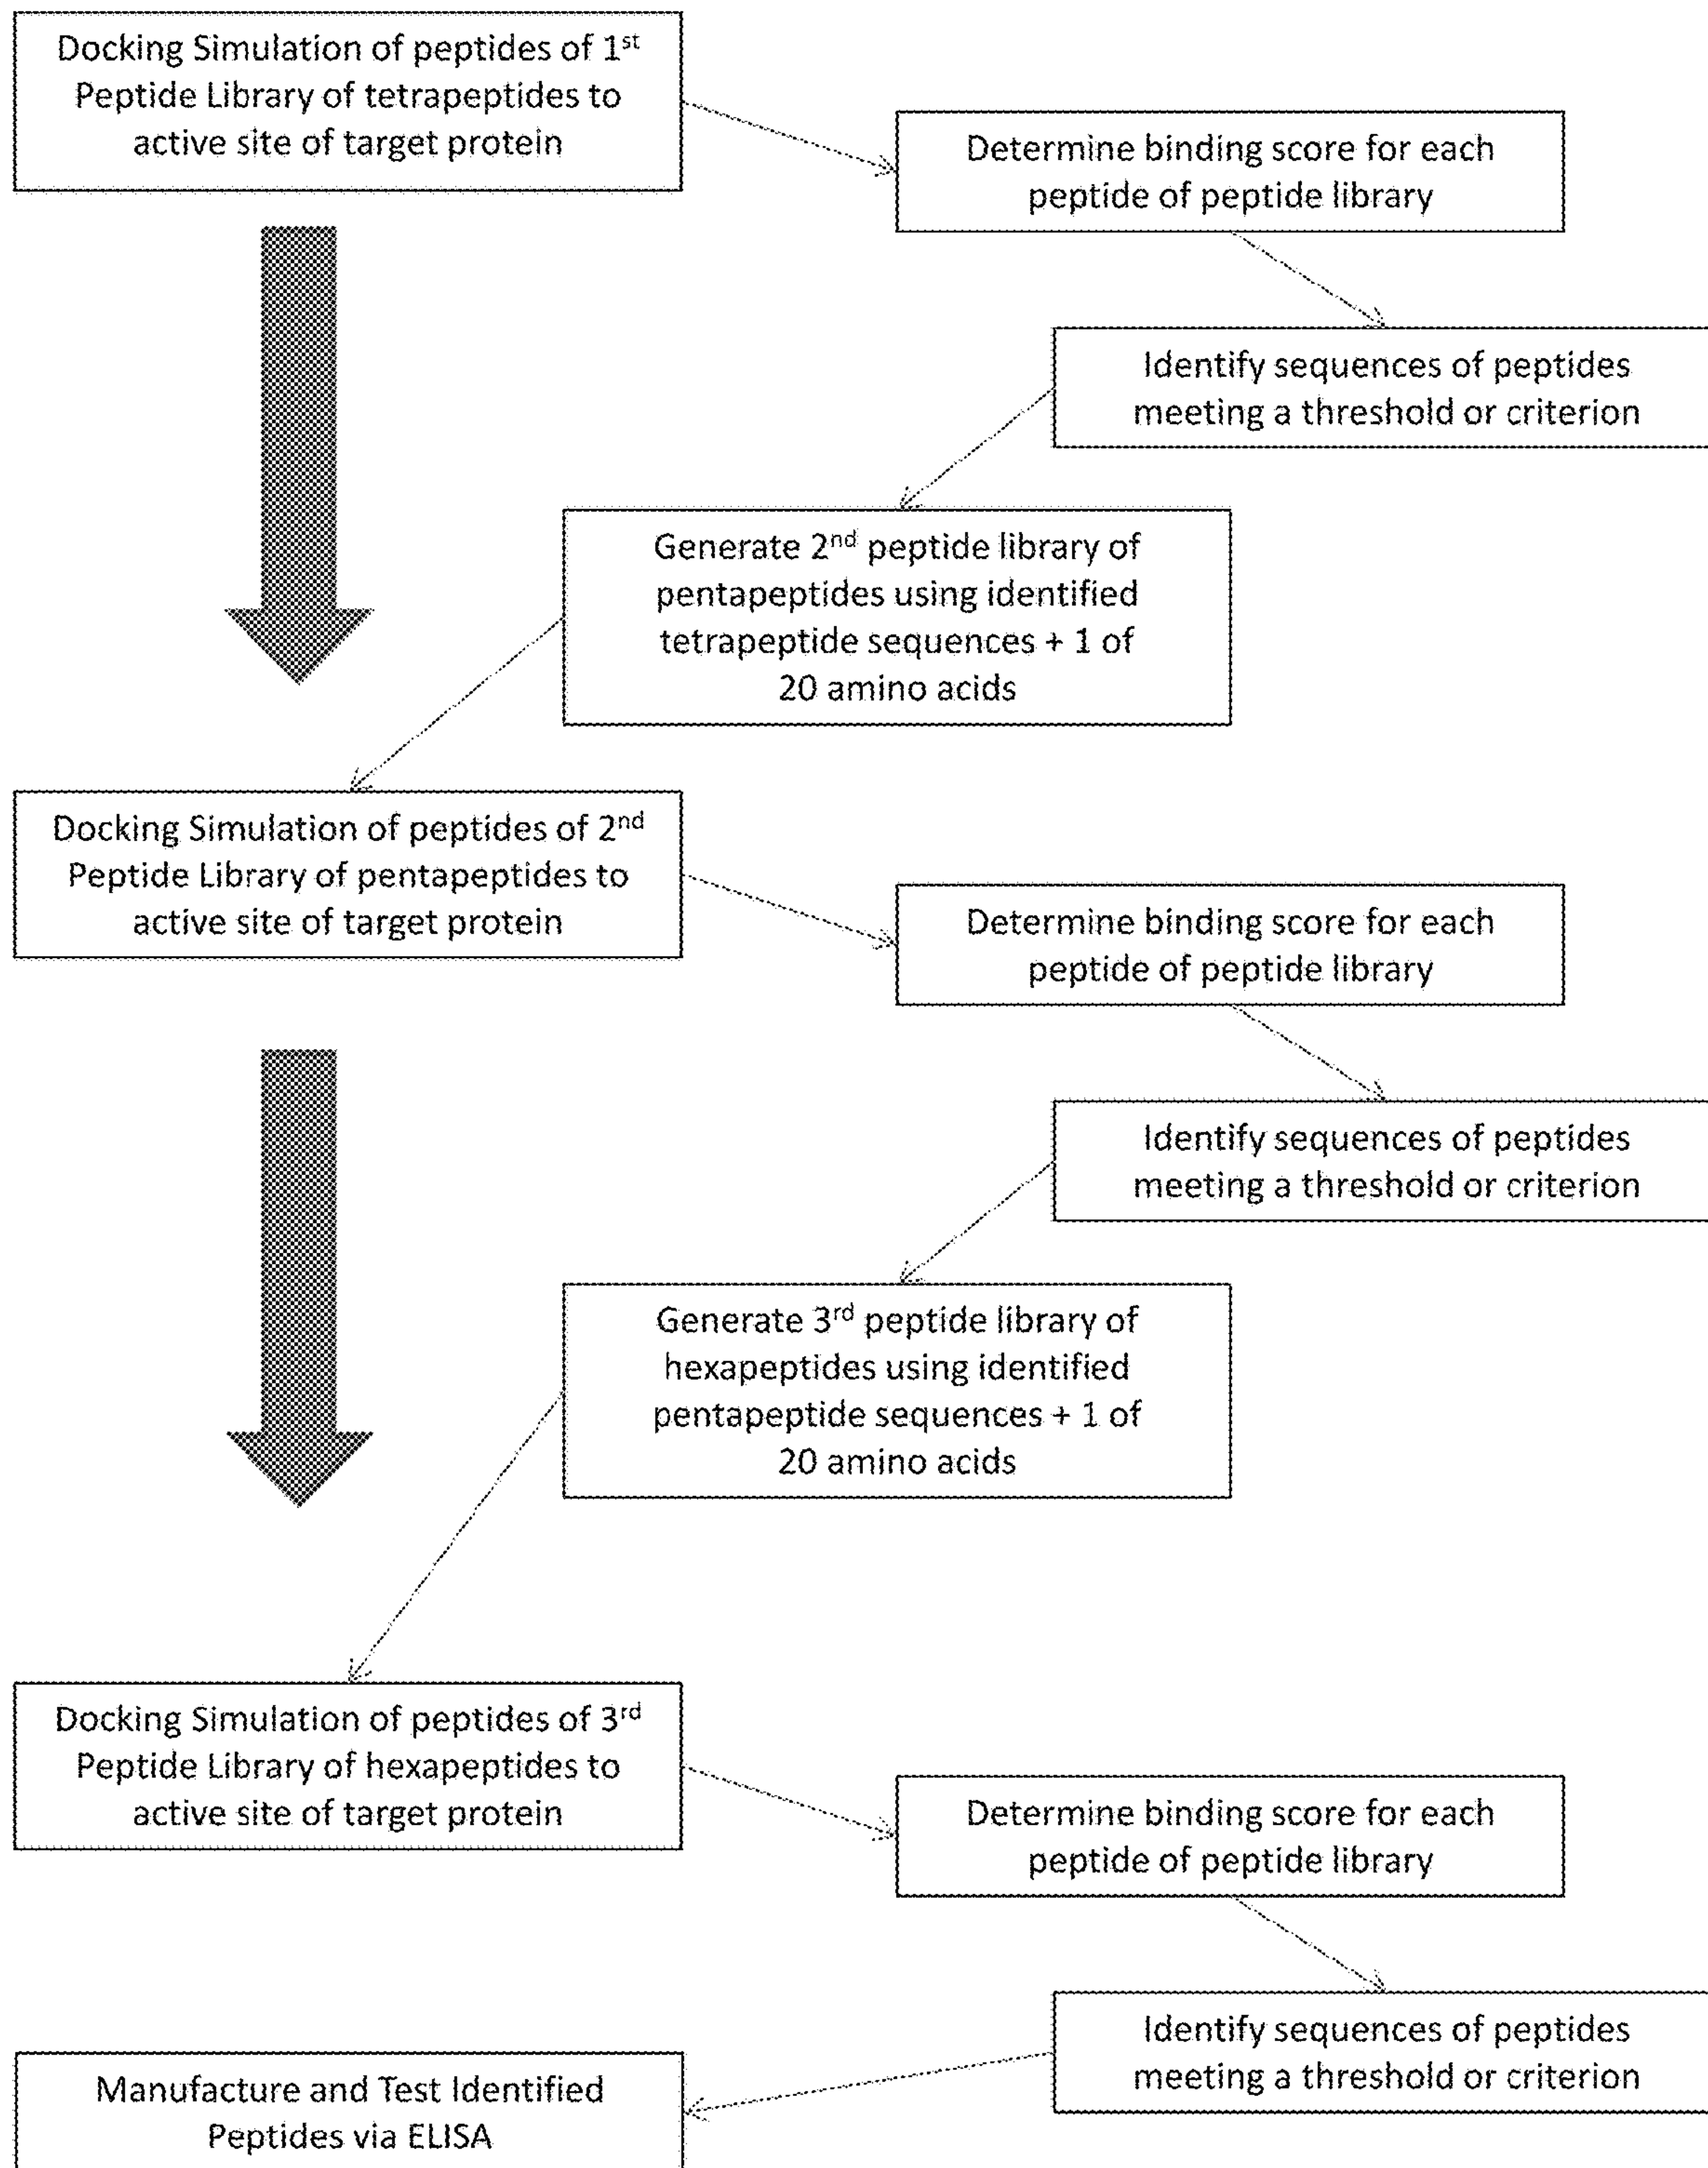 Docking Simulation of peptides of 1st
Peptide Library of tetrapeptides to
active site of target protein
Determine binding score for each
peptide of peptide library
Identify sequences of peptides
meeting a threshold or criterion
Generate 2nd peptide library of
pentapeptides using identified
tetrapeptide sequences + 1 of
20 amino acids
Docking Simulation of peptides of 2nd
Peptide Library of pentapeptides to
active site of target protein
Determine binding score for each
peptide of peptide library
Identify sequences of peptides
meeting a threshold or criterion
Generate 3rd peptide library of
hexapeptides using identified
pentapeptide sequences + 1 of
20 amino acids
Docking Simulation of peptides of 3rd
Peptide Library of hexapeptides to
active site of target protein
Determine binding score for each
peptide of peptide library
Identify sequences of peptides
meeting a threshold or criterion
Manufacture and Test Identified
Peptides via ELISA